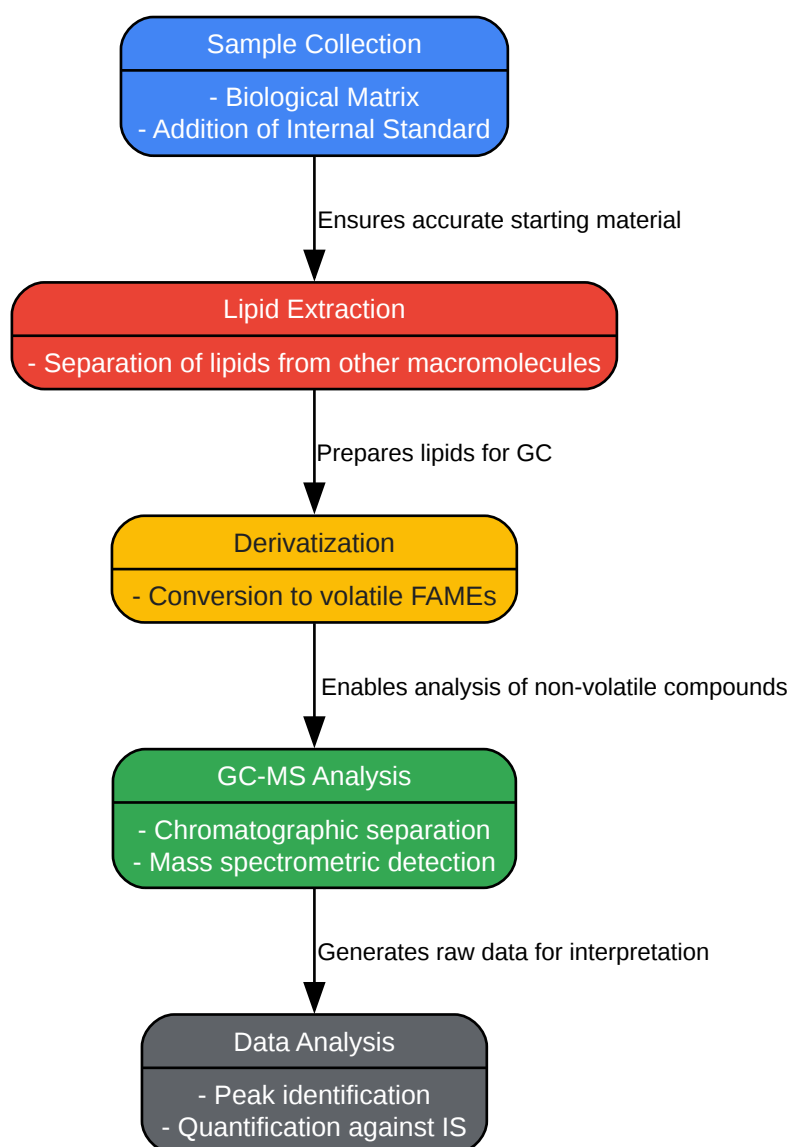 Sample Collection
- Biological Matrix
- Addition of Internal Standard
Ensures accurate starting material
Lipid Extraction
- Separation of lipids from other macromolecules
Prepares lipids for GC
Derivatization
- Conversion to volatile FAMEs
Enables analysis of non-volatile compounds
GC-MS Analysis
- Chromatographic separation
- Mass spectrometric detection
Generates raw data for interpretation
Data Analysis
- Peak identification
- Quantification against IS